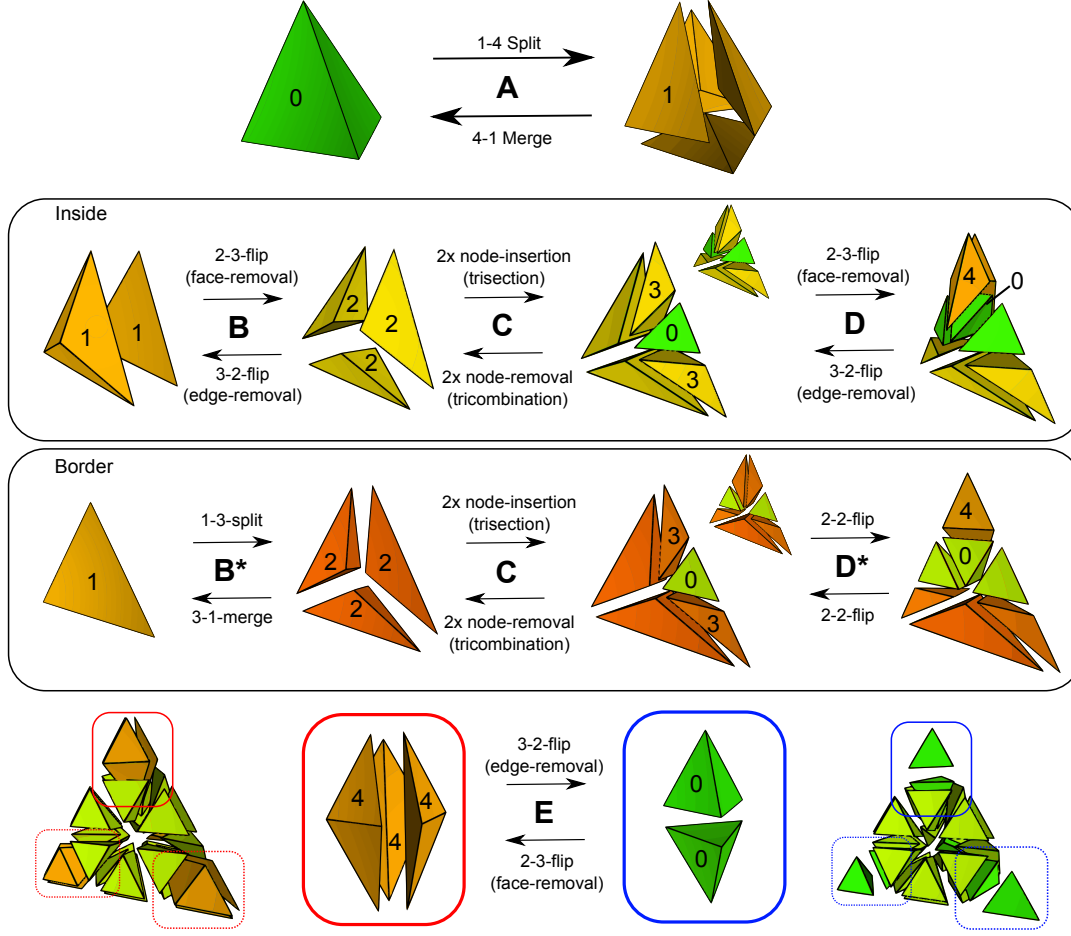 1-4 Split
A
4-1 Merge
0
1
Inside
1
1
2-3-flip
(face-removal)
B
3-2-flip
(edge-removal)
2
2
2
2x node-insertion
(trisection)
C
2x node-removal
(tricombination)
3
0
3
2-3-flip
(face-removal)
D
3-2-flip
(edge-removal)
4
0
Border
1
1-3-split
B*
3-1-merge
2
2
2
2x node-insertion
(trisection)
C
2x node-removal
(tricombination)
3
0
3
2-2-flip
D*
2-2-flip
4
0
4
4
4
3-2-flip
(edge-removal)
E
2-3-flip
(face-removal)
0
0